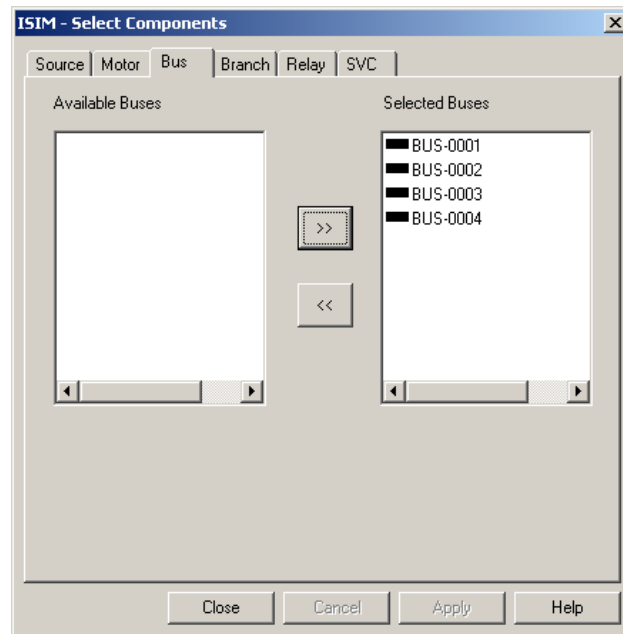 ISIM - Select Components
Source Motor Bus Branch Relay SVC
Available Buses Selected Buses
BUS-0001
BUS-0002
BUS-0003
BUS-0004
>>
<<
Close Cancel Apply Help